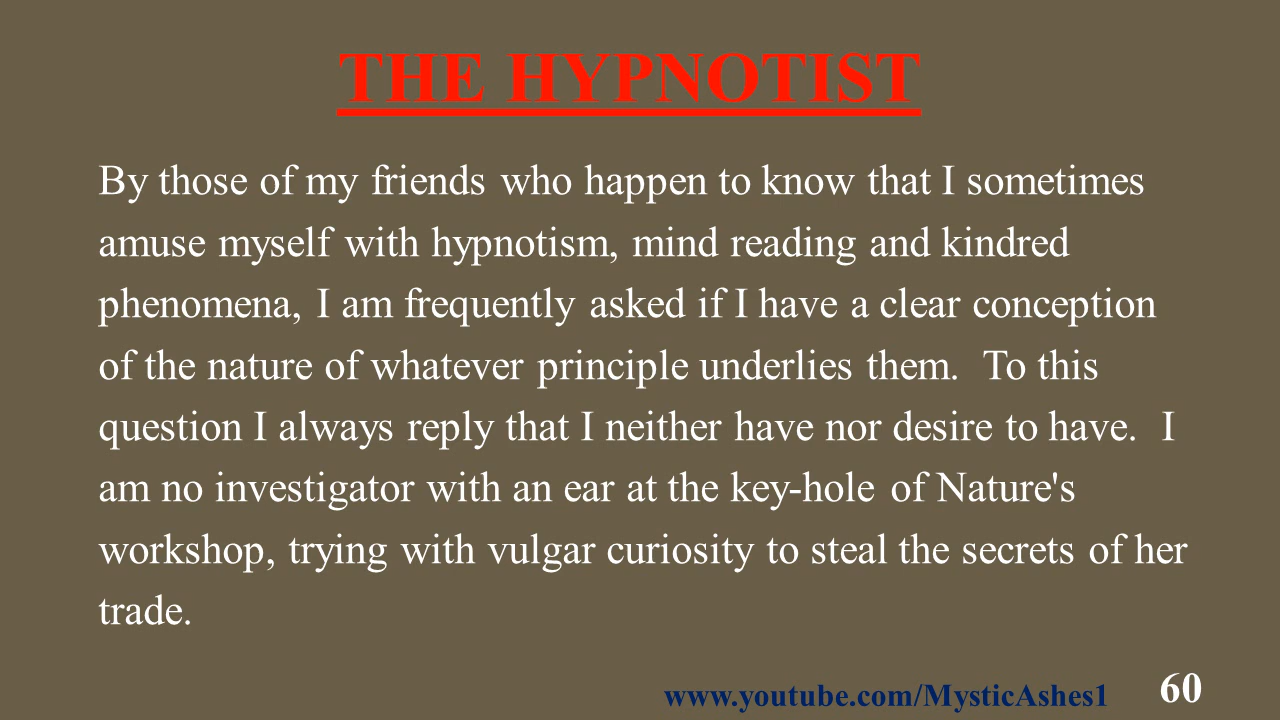 THE HYPNOTIST
By those of my friends who happen to know that I sometimes
amuse myself with hypnotism, mind reading and kindred
phenomena, I am frequently asked if I have a clear conception
of the nature of whatever principle underlies them.  To this
question I always reply that I neither have nor desire to have.  I
am no investigator with an ear at the key-hole of Nature's
workshop, trying with vulgar curiosity to steal the secrets of her
trade.
www.youtube.com/MysticAshes1 60